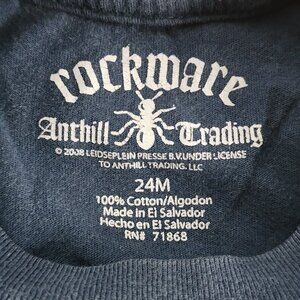 rockware
Anthill Trading
© 2008 LEIDSEPLEIN PRESSE B.V.UNDER LICENSE
TO ANTHILL TRADING, LLC
24M
100% Cotton/Algodon
Made in El Salvador
Hecho en El Salvador
RN# 71868